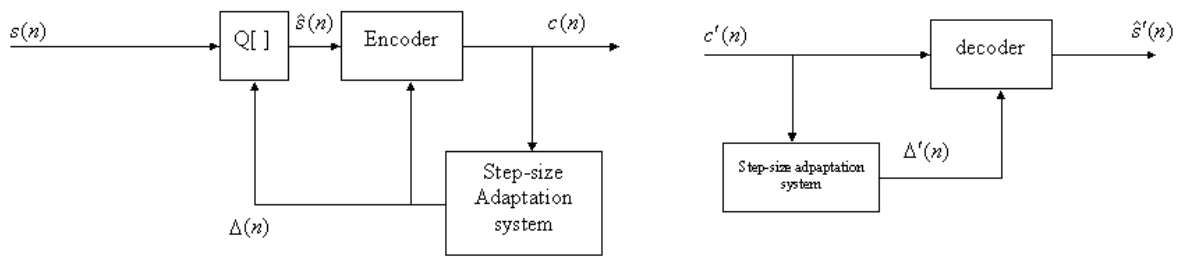 s(n)
Q[ ]
ŝ(n)
Encoder
c(n)
Step-size
Adaptation
system
Δ(n)
c′(n)
decoder
ŝ′(n)
Step-size adpaptation
system
Δ′(n)